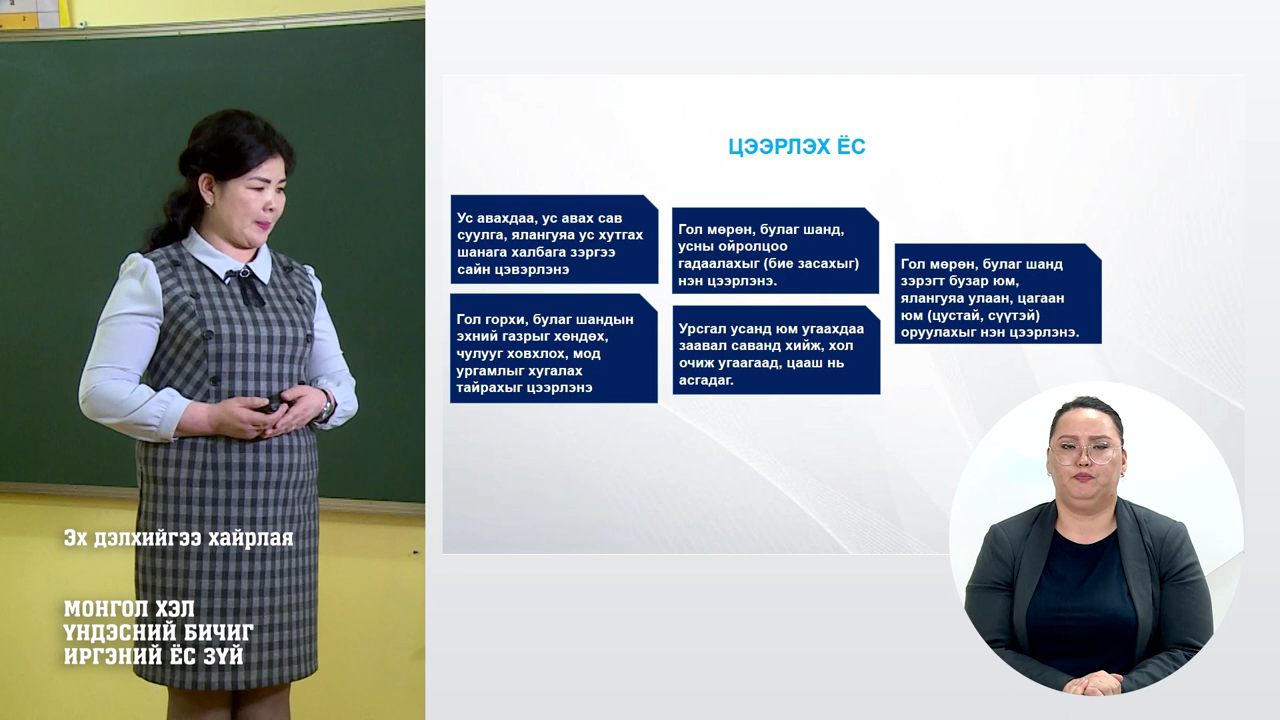 ЦЭЭРЛЭХ ЁС
Ус авахдаа, ус авах сав
суулга, ялангуяа ус хутгах
шанага халбага зэргээ
сайн цэвэрлэнэ
Гол горхи, булаг шандын
эхний газрыг хөндөх,
чулууг ховхлох, мод
ургамлыг хугалах
тайрахыг цээрлэнэ
Гол мөрөн, булаг шанд,
усны ойролцоо
гадаалахыг (бие засахыг)
нэн цээрлэнэ.
Урсгал усанд юм угаахдаа
заавал саванд хийж, хол
очиж угаагаад, цааш нь
асгадаг.
Гол мөрөн, булаг шанд
зэрэгт бузар юм,
ялангуяа улаан, цагаан
юм (цустай, сүүтэй)
оруулахыг нэн цээрлэнэ.
Эх дэлхийгээ хайрлая
МОНГОЛ ХЭЛ
ҮНДЭСНИЙ БИЧИГ
ИРГЭНИЙ ЁС ЗҮЙ